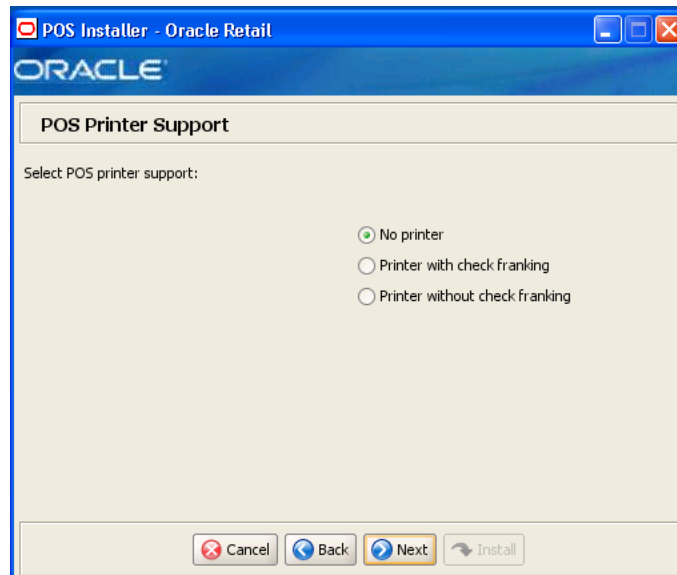 POS Installer - Oracle Retail
ORACLE
POS Printer Support
Select POS printer support:
No printer
Printer with check franking
Printer without check franking
Cancel Back Next Install